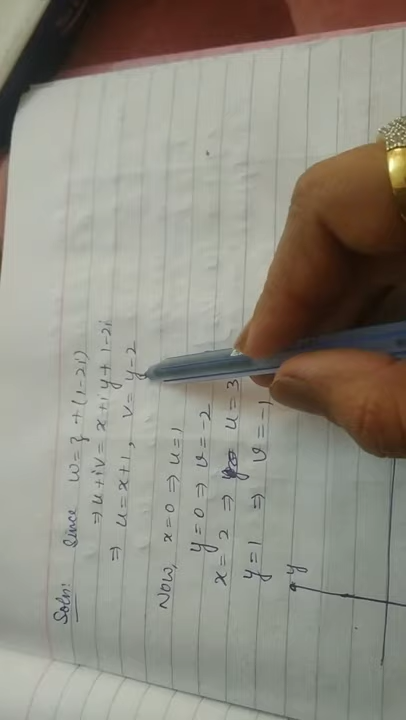 Soln: Since w = z + (1-2i)
⇒ u+iv = x+iy+1-2i
⇒ u = x+1, v = y-2
Now, x=0 ⇒ u=1
y=0 ⇒ v=-2
x=2 ⇒ u=3
y=1 ⇒ v=-1
y